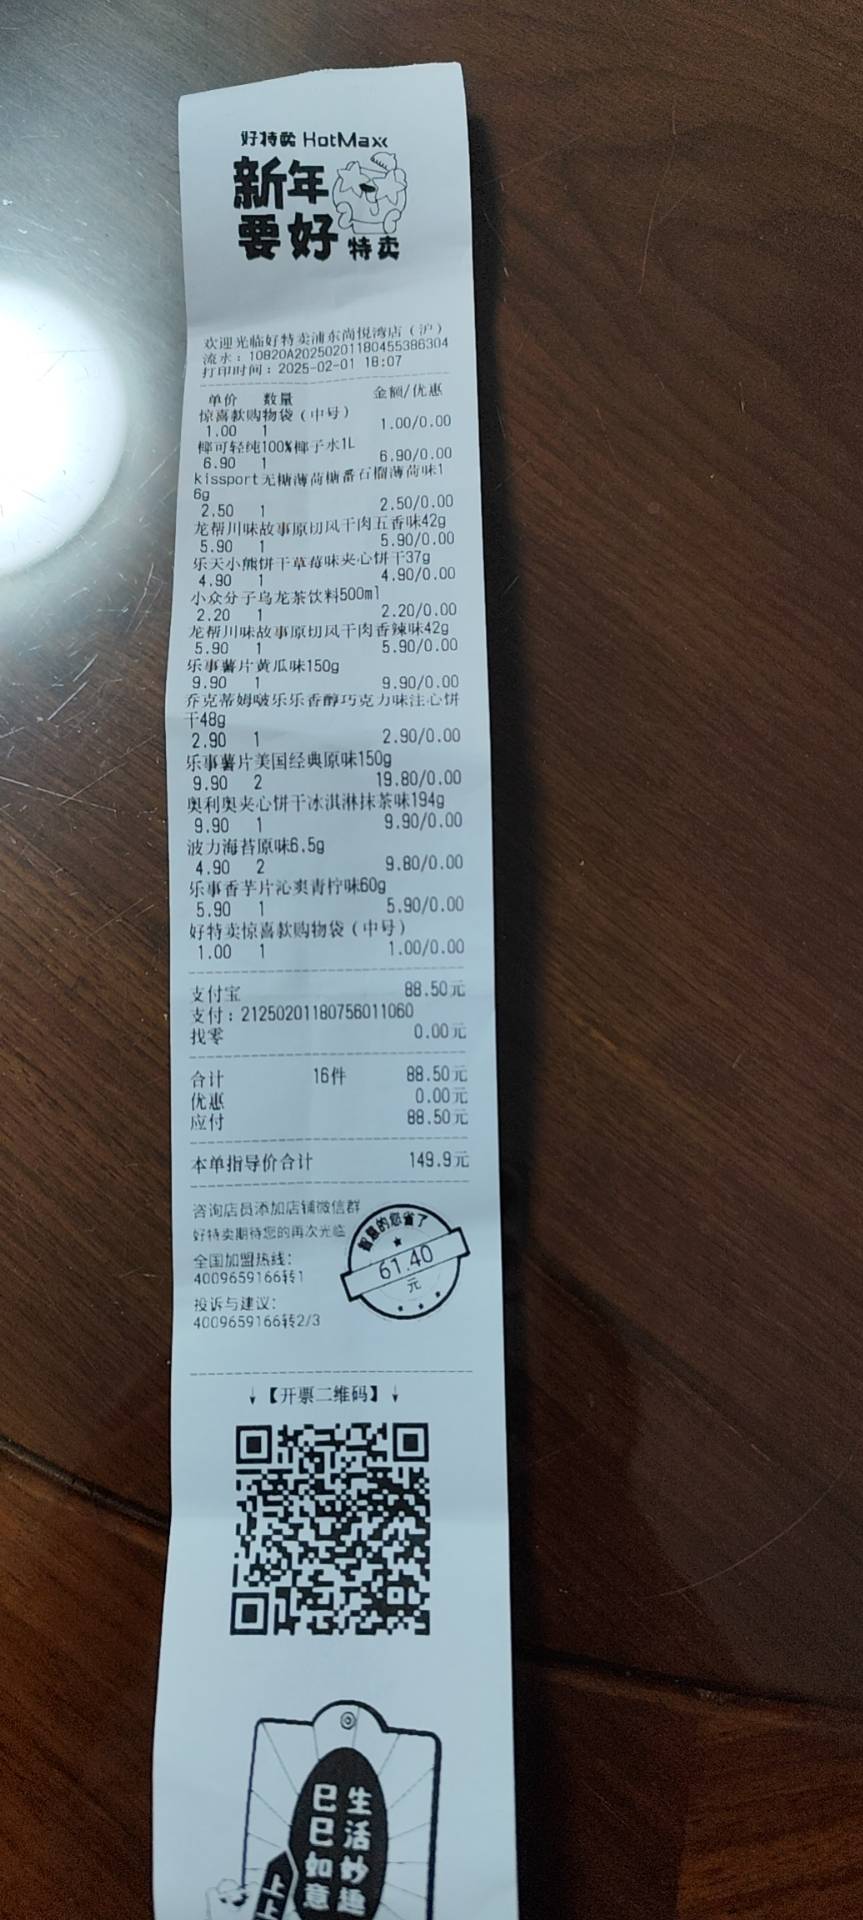 好特卖 HotMaxx
新年
要好 特卖
欢迎光临好特卖浦东尚悦湾店（沪）
流水：10820A20250201180455386304
打印时间：2025-02-01 18:07
单价 数量 金额/优惠
惊喜款购物袋（中号）
1.00 1 1.00/0.00
椰可轻纯100%椰子水1L
6.90 1 6.90/0.00
kissport无糖薄荷糖番石榴薄荷味1
6g
2.50 1 2.50/0.00
龙帮川味故事原切风干肉五香味42g
5.90 1 5.90/0.00
乐天小熊饼干草莓味夹心饼干37g
4.90 1 4.90/0.00
小众分子乌龙茶饮料500ml
2.20 1 2.20/0.00
龙帮川味故事原切风干肉香辣味42g
5.90 1 5.90/0.00
乐事薯片黄瓜味150g
9.90 1 9.90/0.00
乔克蒂姆啵乐乐香醇巧克力味注心饼
干48g
2.90 1 2.90/0.00
乐事薯片美国经典原味150g
9.90 2 19.80/0.00
奥利奥夹心饼干冰淇淋抹茶味194g
9.90 1 9.90/0.00
波力海苔原味6.5g
4.90 2 9.80/0.00
乐事香芋片沁爽青柠味60g
5.90 1 5.90/0.00
好特卖惊喜款购物袋（中号）
1.00 1 1.00/0.00
支付宝 88.50元
支付：21250201180756011060
找零 0.00元
合计 16件 88.50元
优惠 0.00元
应付 88.50元
本单指导价合计 149.9元
咨询店员添加店铺微信群
好特卖期待您的再次光临
全国加盟热线：
4009659166转1
投诉与建议：
4009659166转2/3
智慧的您省了
61.40
元
↓【开票二维码】↓
生活妙趣
巳巳如意
上上